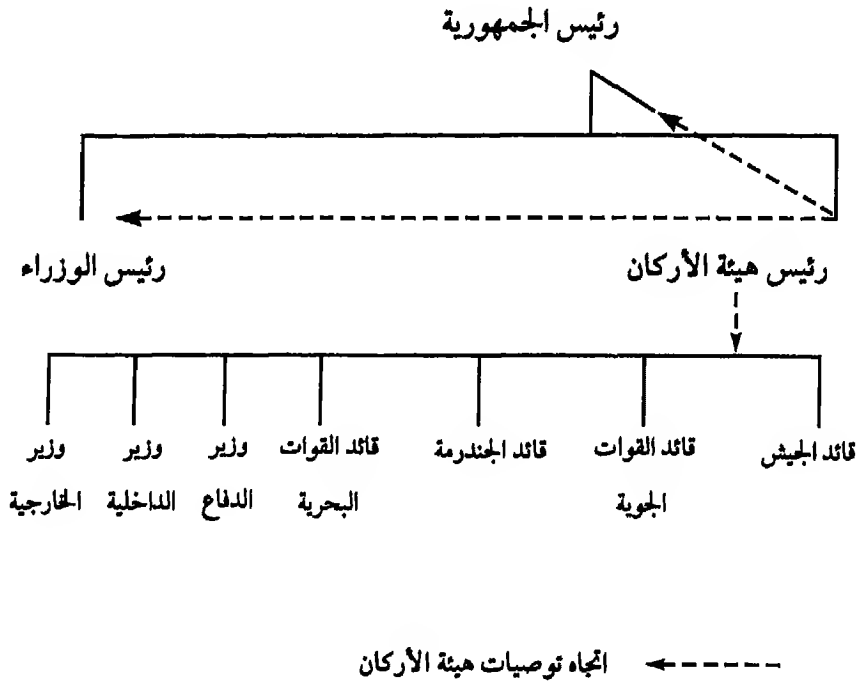 رئيس الجمهورية
رئيس هيئة الأركان
رئيس الوزراء
قائد الجيش
قائد القوات
الجوية
قائد الجندرمة
قائد القوات
البحرية
وزير
الدفاع
وزير
الداخلية
وزير
الخارجية
اتجاه توصيات هيئة الأركان